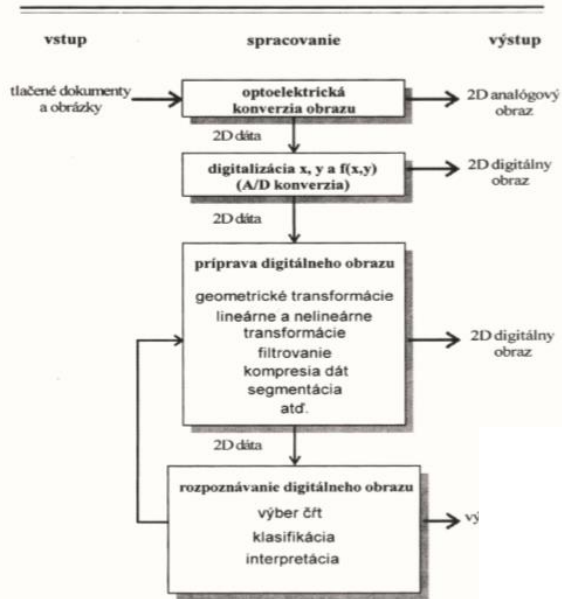 vstup spracovanie výstup
tlačené dokumenty
a obrázky
optoelektrická
konverzia obrazu
2D analógový
obraz
2D dáta
digitalizácia x, y a f(x,y)
(A/D konverzia)
2D digitálny
obraz
2D dáta
príprava digitálneho obrazu
geometrické transformácie
lineárne a nelineárne
transformácie
filtrovanie
kompresia dát
segmentácia
atď.
2D digitálny
obraz
2D dáta
rozpoznávanie digitálneho obrazu
výber čŕt
klasifikácia
interpretácia